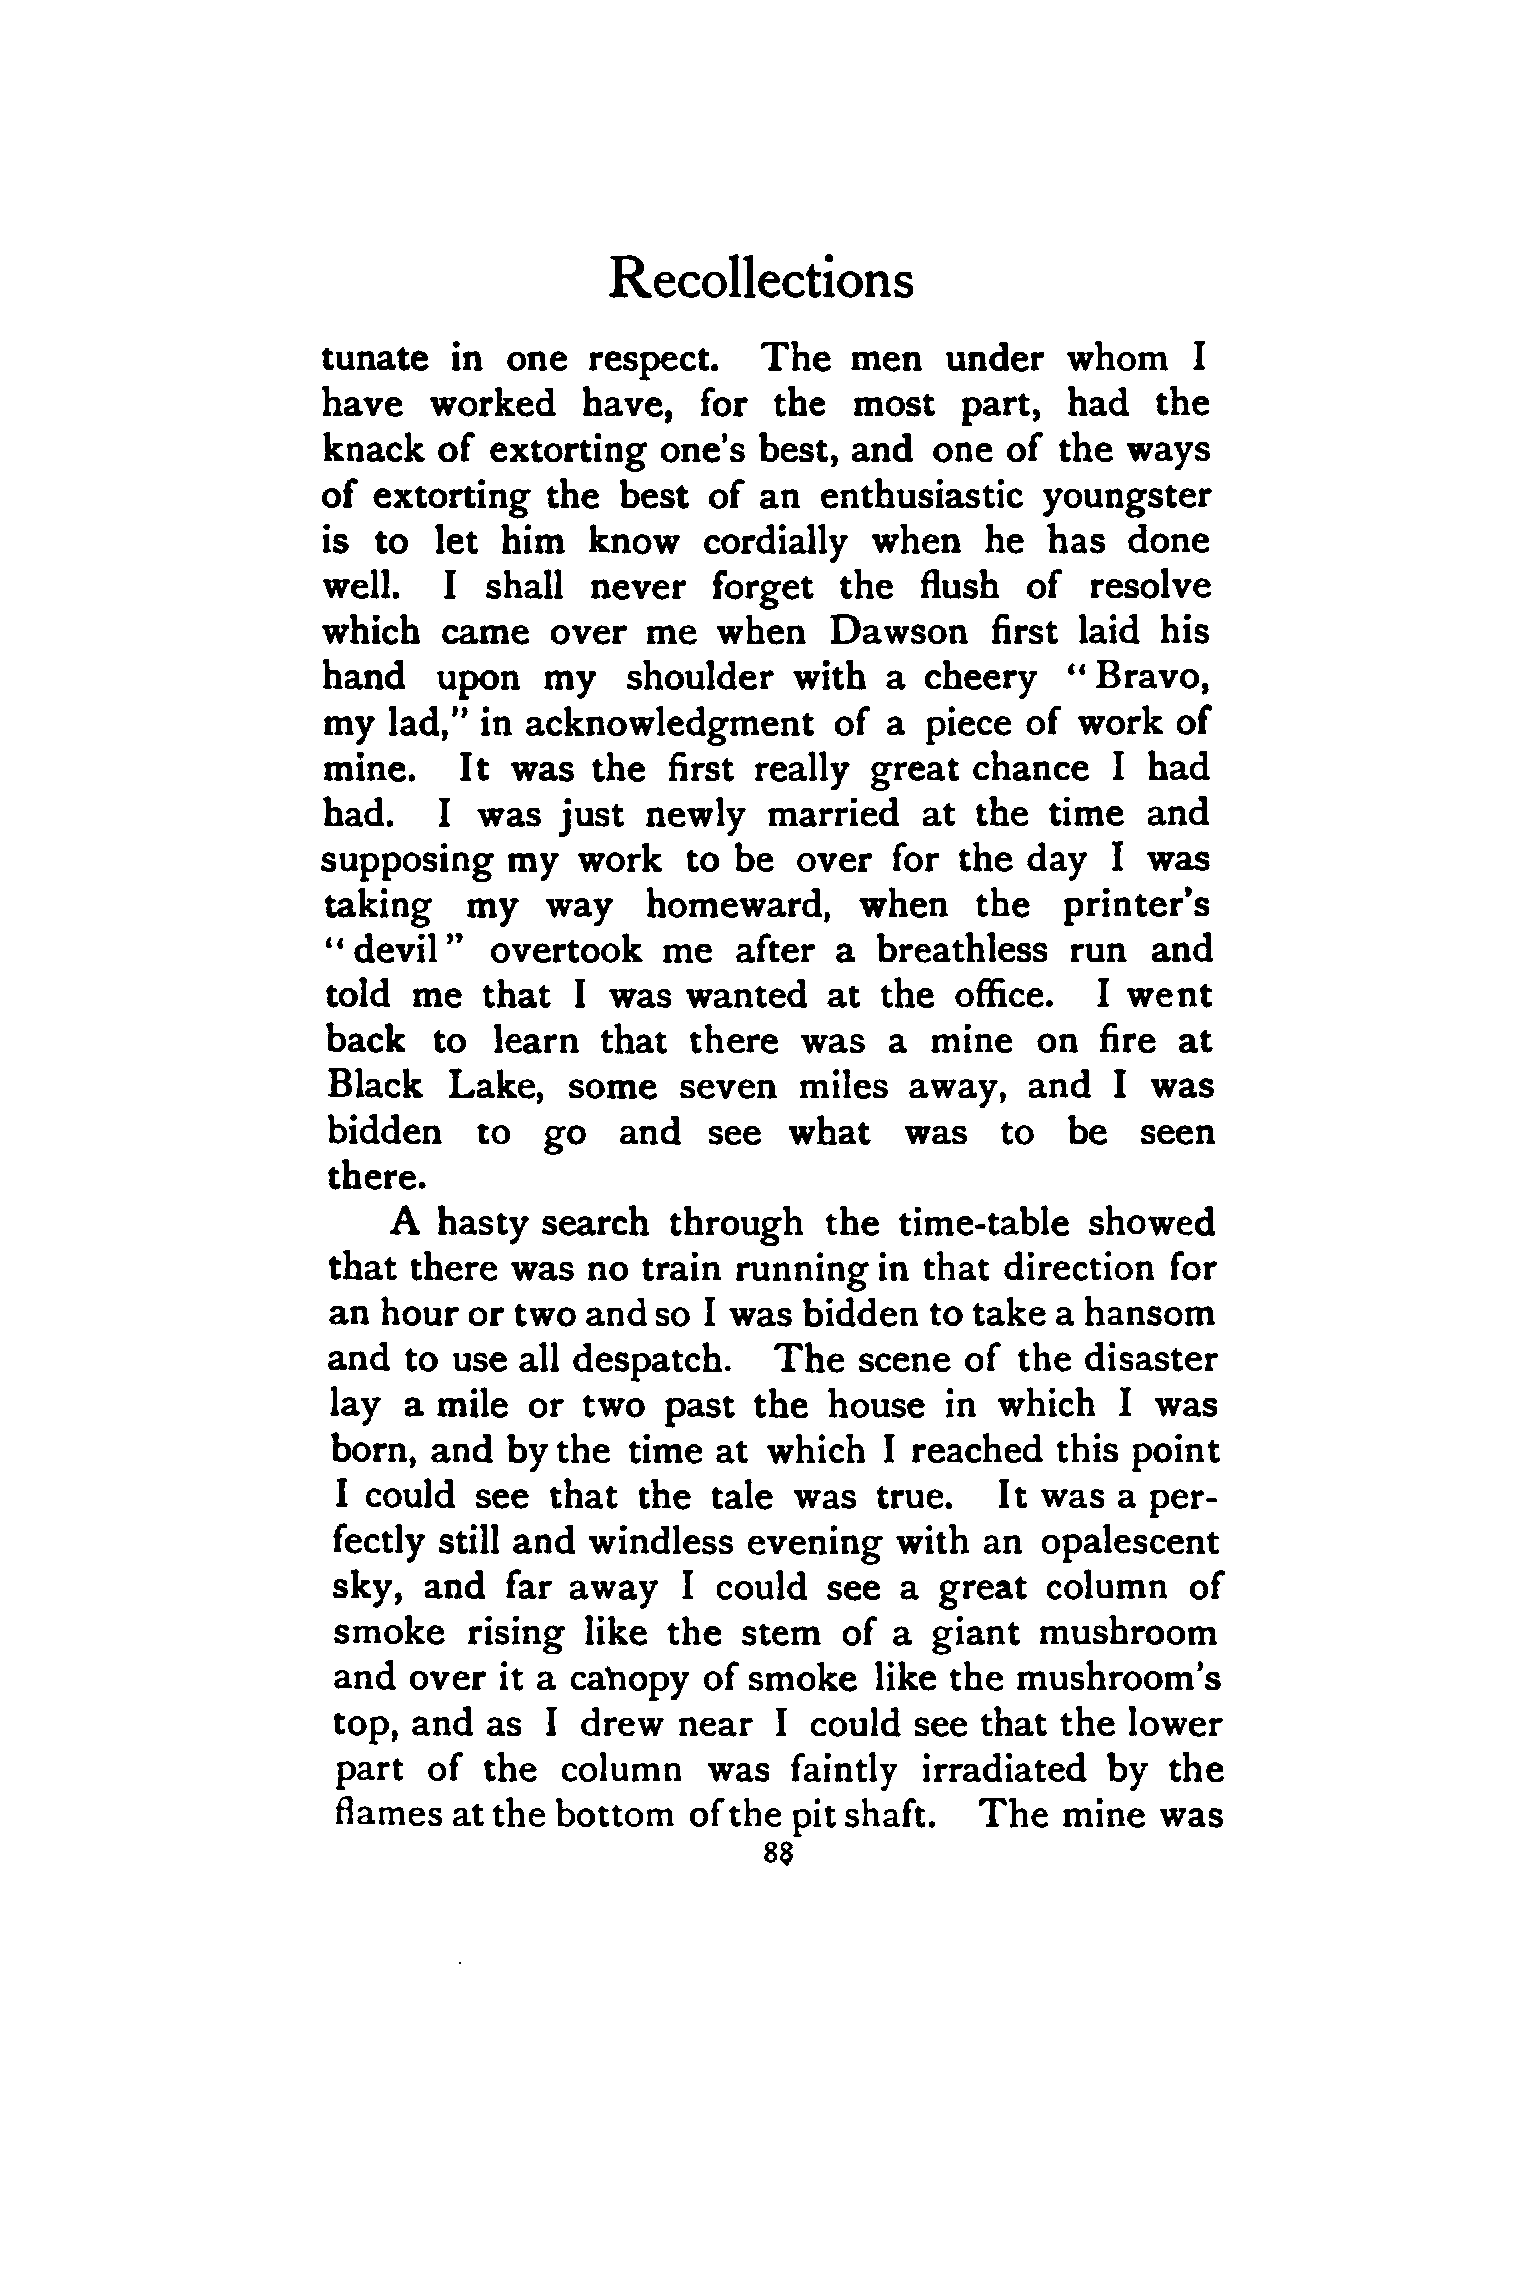 Recollections
tunate in one respect. The men under whom I
have worked have, for the most part, had the
knack of extorting one's best, and one of the ways
of extorting the best of an enthusiastic youngster
is to let him know cordially when he has done
well. I shall never forget the flush of resolve
which came over me when Dawson first laid his
hand upon my shoulder with a cheery "Bravo,
my lad," in acknowledgment of a piece of work of
mine. It was the first really great chance I had
had. I was just newly married at the time and
supposing my work to be over for the day I was
taking my way homeward, when the printer's
"devil" overtook me after a breathless run and
told me that I was wanted at the office. I went
back to learn that there was a mine on fire at
Black Lake, some seven miles away, and I was
bidden to go and see what was to be seen
there.
A hasty search through the time-table showed
that there was no train running in that direction for
an hour or two and so I was bidden to take a hansom
and to use all despatch. The scene of the disaster
lay a mile or two past the house in which I was
born, and by the time at which I reached this point
I could see that the tale was true. It was a per-
fectly still and windless evening with an opalescent
sky, and far away I could see a great column of
smoke rising like the stem of a giant mushroom
and over it a canopy of smoke like the mushroom's
top, and as I drew near I could see that the lower
part of the column was faintly irradiated by the
flames at the bottom of the pit shaft. The mine was
88